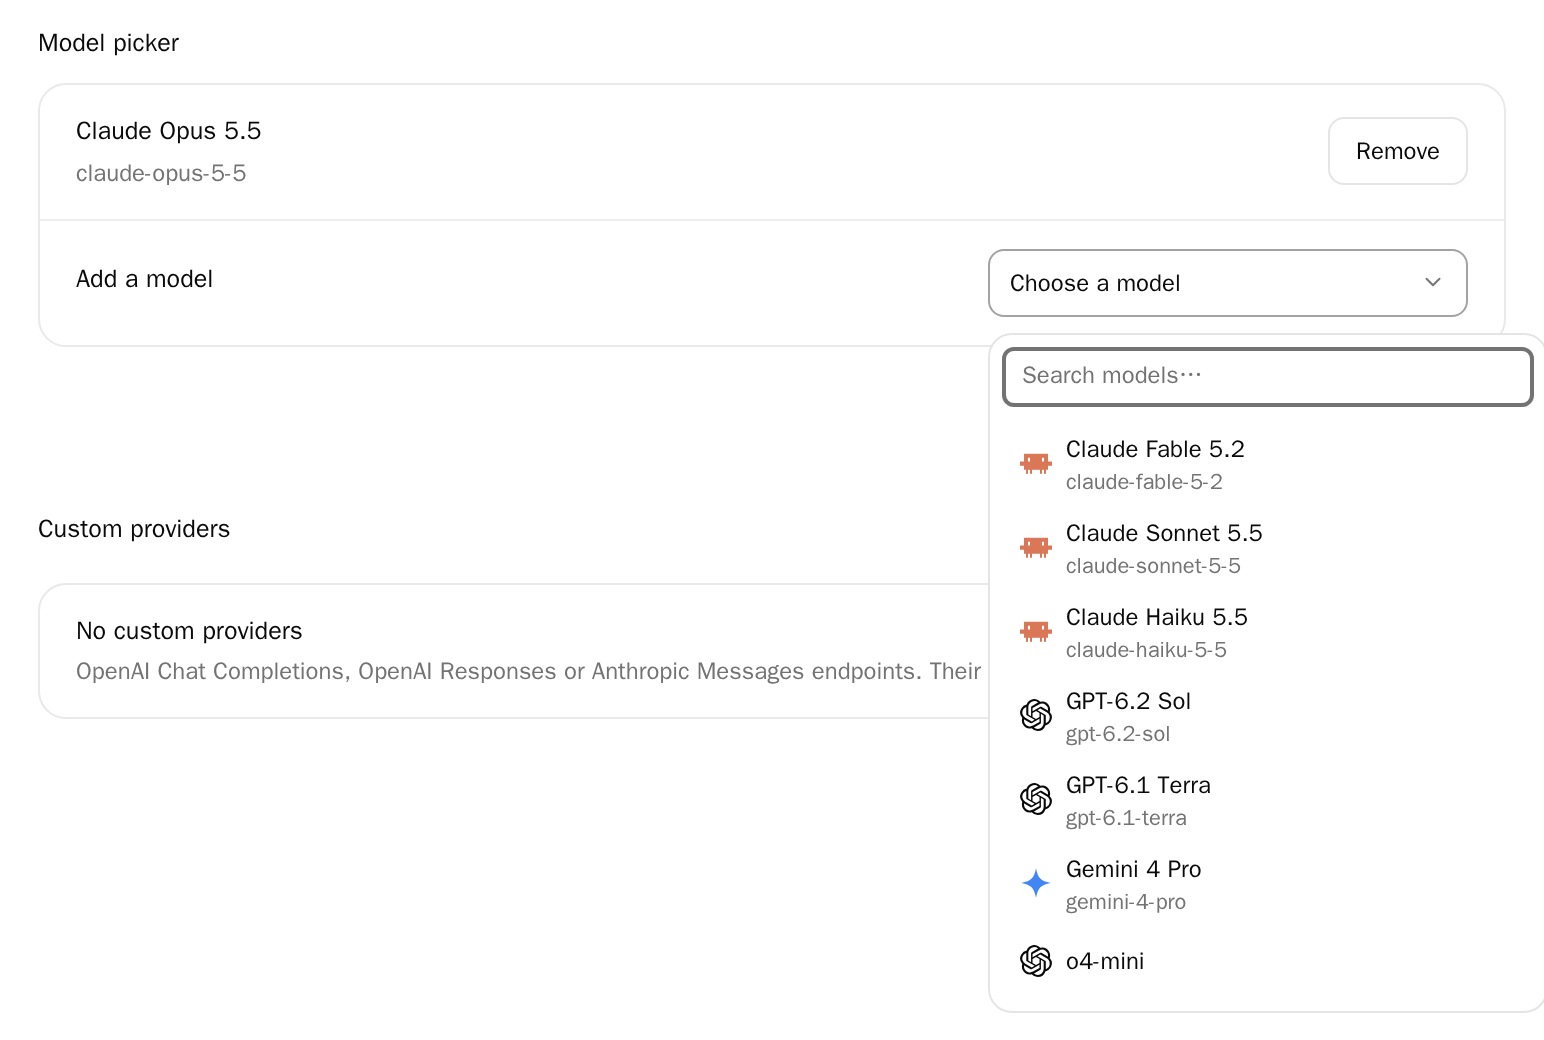 Model picker
Claude Opus 5.5
claude-opus-5-5
Remove
Add a model
Choose a model
Search models···
Claude Fable 5.2
claude-fable-5-2
Claude Sonnet 5.5
claude-sonnet-5-5
Claude Haiku 5.5
claude-haiku-5-5
GPT-6.2 Sol
gpt-6.2-sol
GPT-6.1 Terra
gpt-6.1-terra
Gemini 4 Pro
gemini-4-pro
o4-mini
Custom providers
No custom providers
OpenAI Chat Completions, OpenAI Responses or Anthropic Messages endpoints. Their